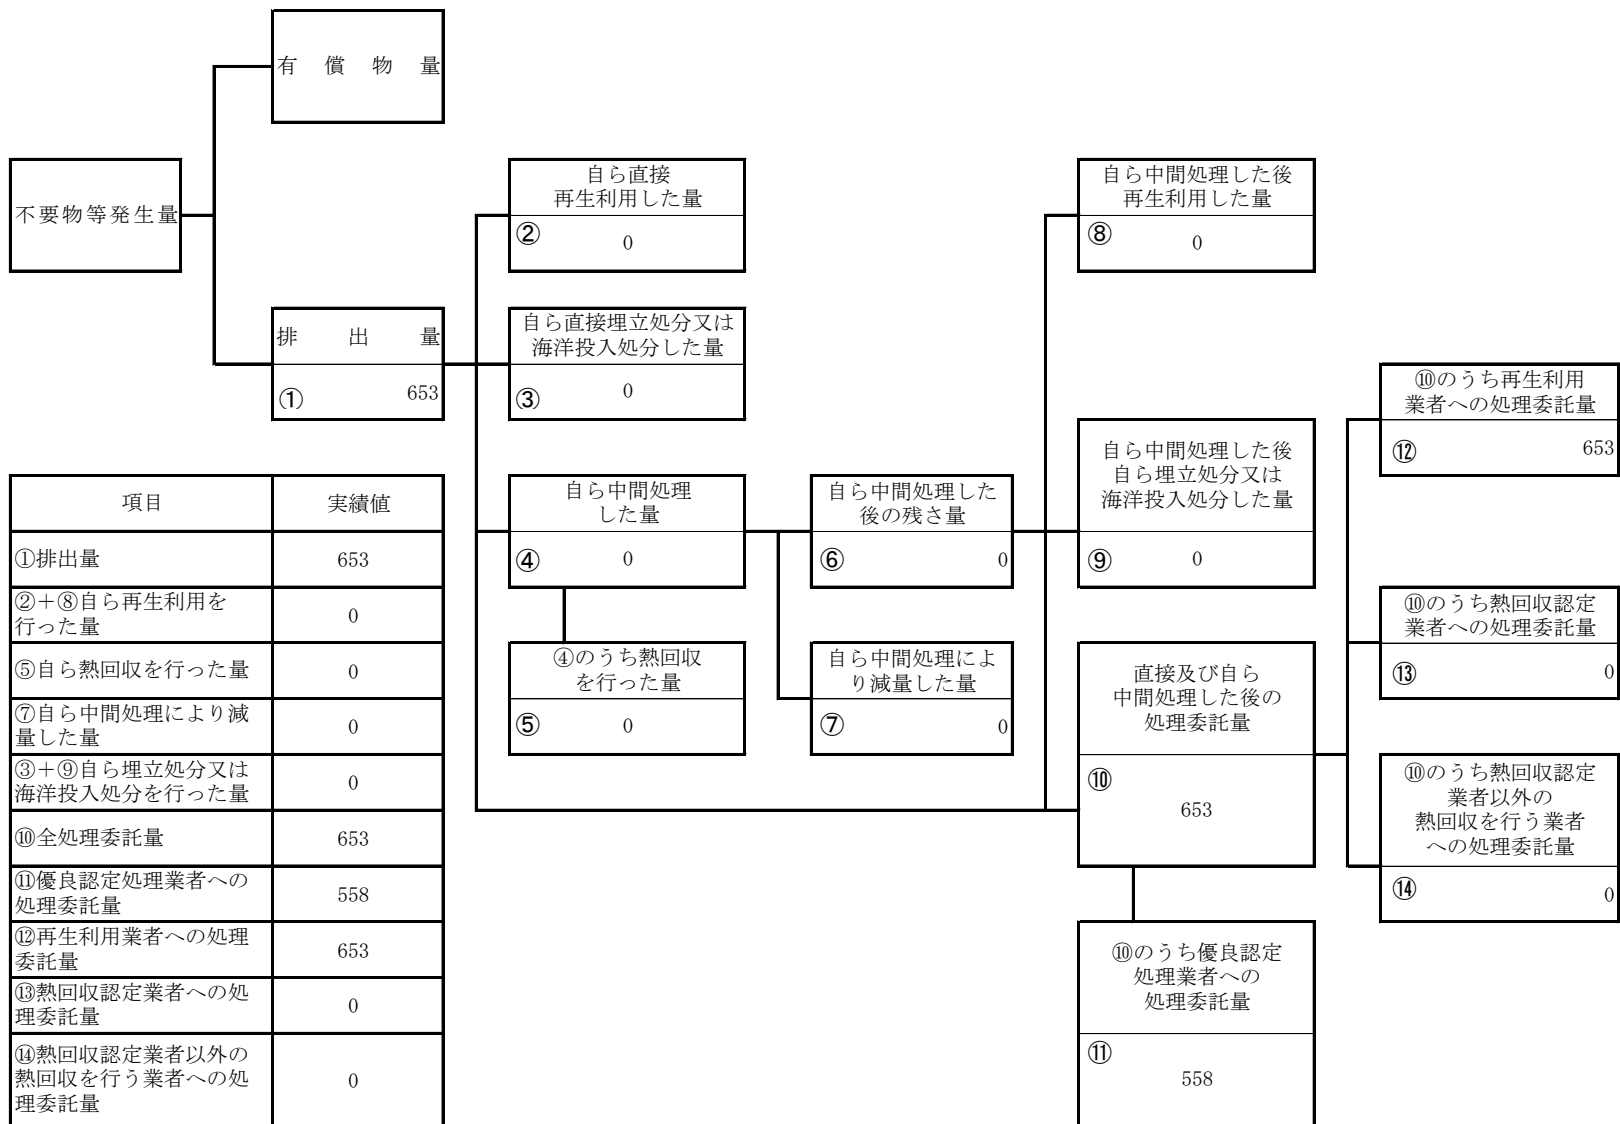 有償物量
不要物等発生量
排出量
① 653
自ら直接
再生利用した量
② 0
自ら直接埋立処分又は
海洋投入処分した量
③ 0
自ら中間処理
した量
④ 0
④のうち熱回収
を行った量
⑤ 0
自ら中間処理した
後の残さ量
⑥ 0
自ら中間処理によ
り減量した量
⑦ 0
自ら中間処理した後
再生利用した量
⑧ 0
自ら中間処理した後
自ら埋立処分又は
海洋投入処分した量
⑨ 0
直接及び自ら
中間処理した後の
処理委託量
⑩
653
⑩のうち優良認定
処理業者への
処理委託量
⑪
558
⑩のうち再生利用
業者への処理委託量
⑫ 653
⑩のうち熱回収認定
業者への処理委託量
⑬ 0
⑩のうち熱回収認定
業者以外の
熱回収を行う業者
への処理委託量
⑭ 0
項目 実績値
①排出量 653
②+⑧自ら再生利用を
行った量 0
⑤自ら熱回収を行った量 0
⑦自ら中間処理により減
量した量 0
③+⑨自ら埋立処分又は
海洋投入処分を行った量 0
⑩全処理委託量 653
⑪優良認定処理業者への
処理委託量 558
⑫再生利用業者への処理
委託量 653
⑬熱回収認定業者への処
理委託量 0
⑭熱回収認定業者以外の
熱回収を行う業者への処
理委託量 0